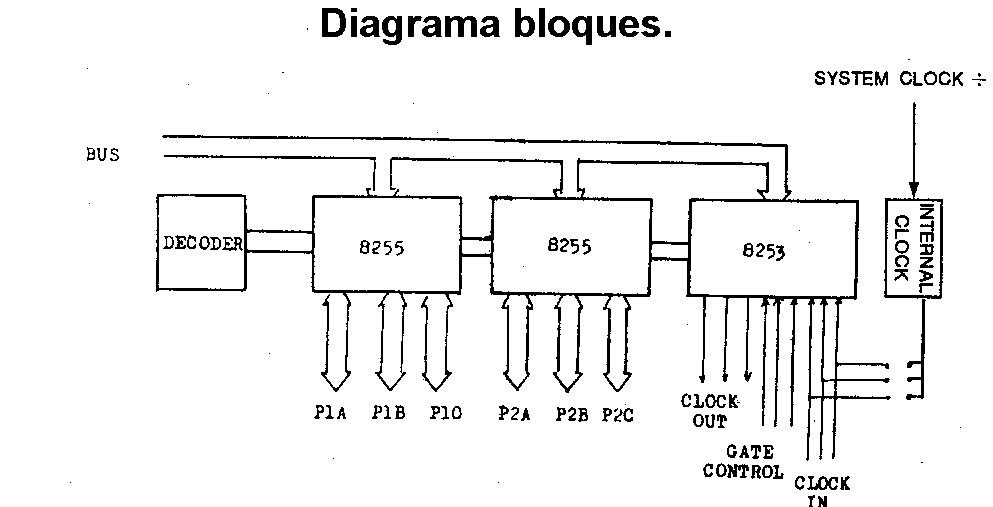 Diagrama bloques.
SYSTEM CLOCK ÷
BUS
DECODER
8255
8255
8253
INTERNAL
CLOCK
P1A P1B P1C P2A P2B P2C
CLOCK
OUT
GATE
CONTROL
CLOCK
IN